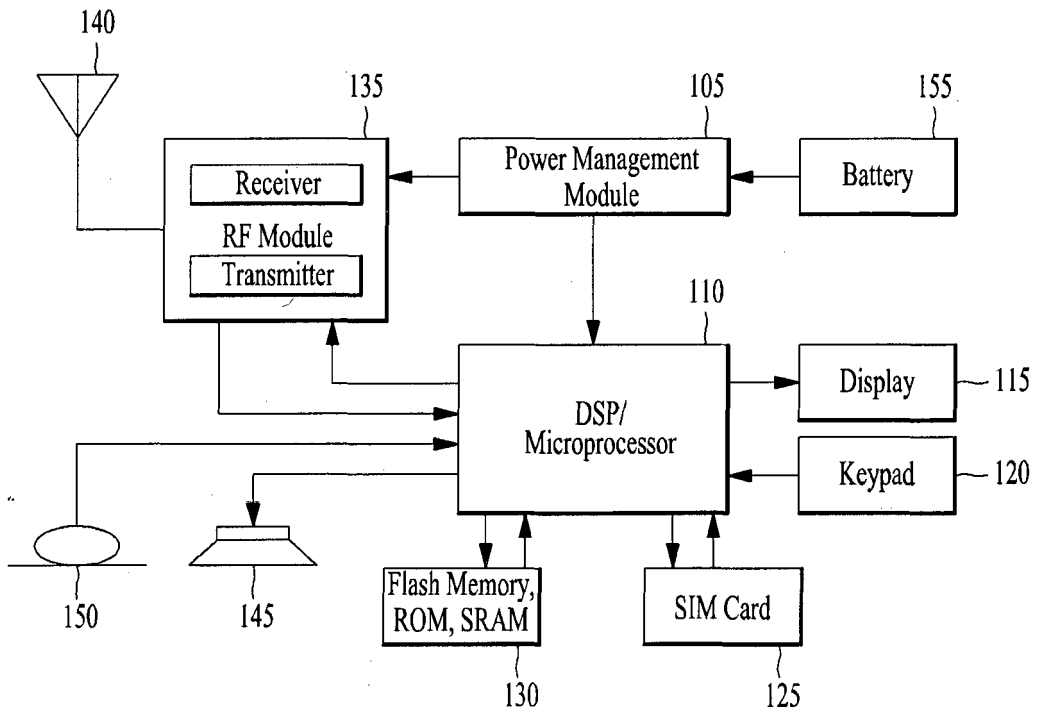 140
135
105
155
Receiver
RF Module
Transmitter
Power Management
Module
Battery
110
DSP/
Microprocessor
Display
115
Keypad
120
150
145
Flash Memory,
ROM, SRAM
130
SIM Card
125